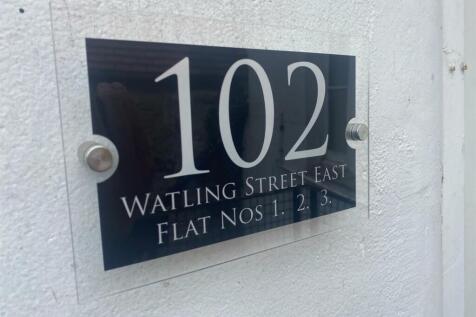 102
WATLING STREET EAST
FLAT NOS 1. 2. 3.